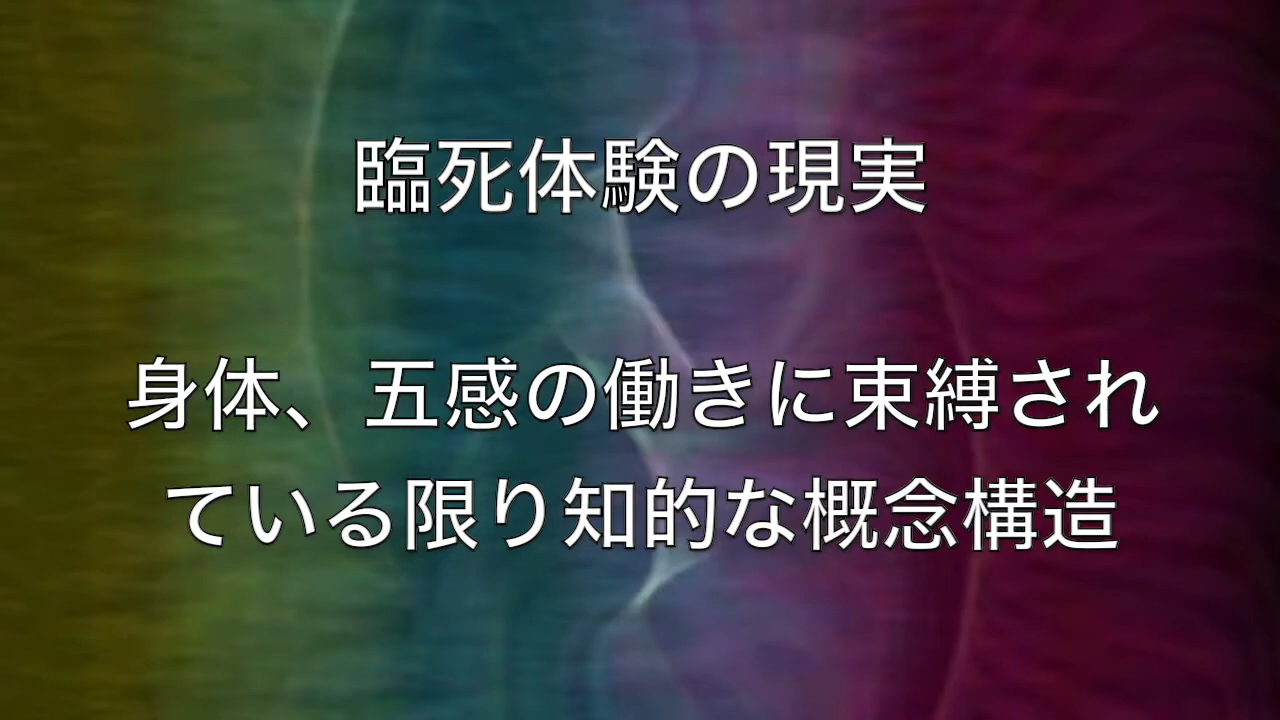 臨死体験の現実
身体、五感の働きに束縛され
ている限り知的な概念構造